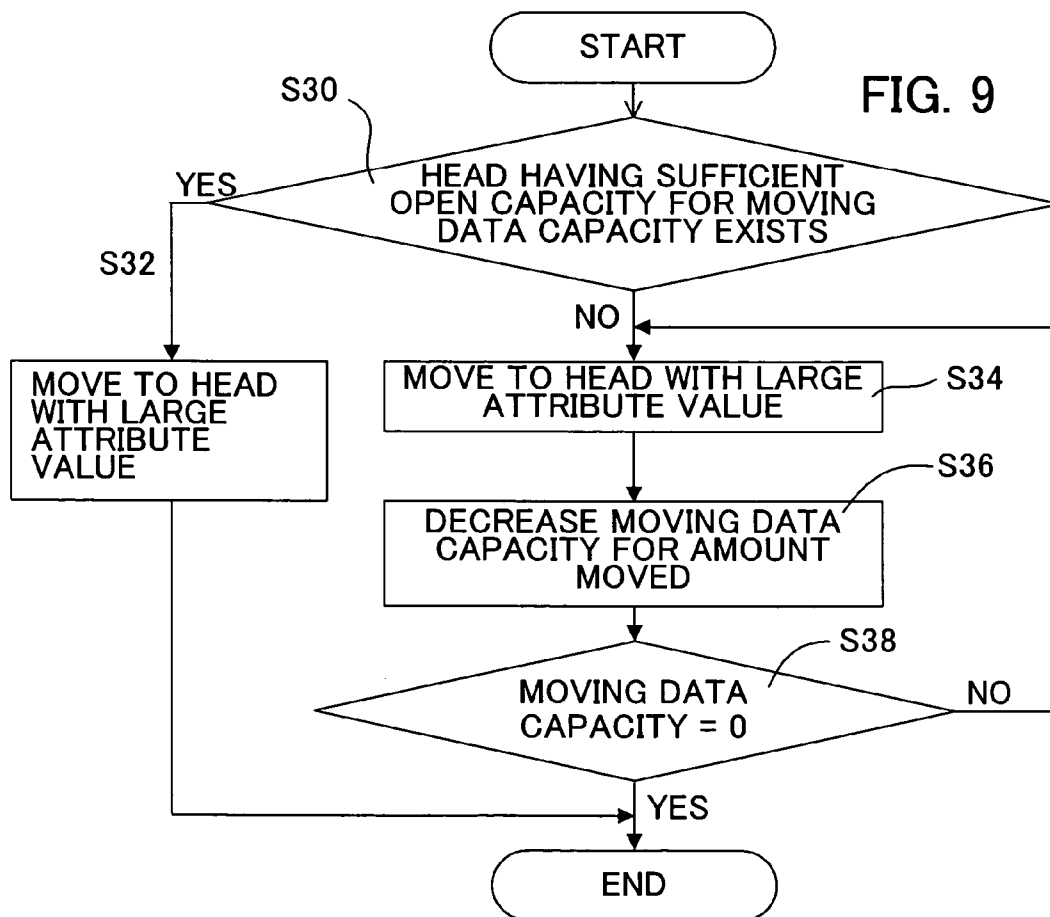 START
FIG. 9
S30
HEAD HAVING SUFFICIENT
OPEN CAPACITY FOR MOVING
DATA CAPACITY EXISTS
YES
S32
NO
MOVE TO HEAD
WITH LARGE
ATTRIBUTE
VALUE
MOVE TO HEAD WITH LARGE
ATTRIBUTE VALUE
S34
S36
DECREASE MOVING DATA
CAPACITY FOR AMOUNT
MOVED
S38
MOVING DATA
CAPACITY = 0
NO
YES
END